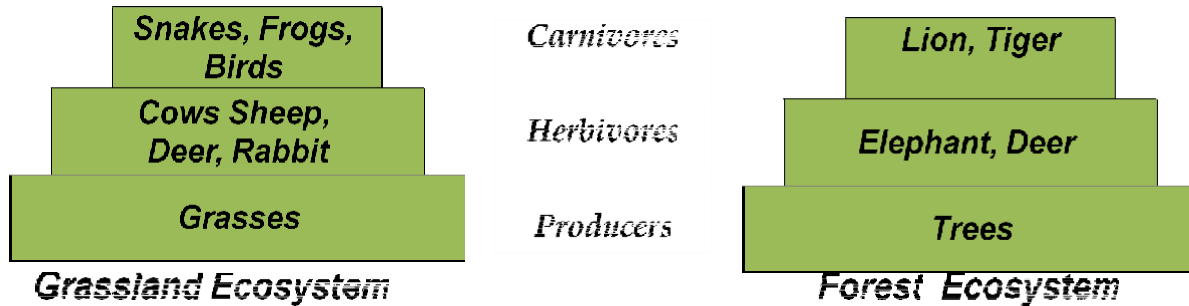 Snakes, Frogs,
Birds
Cows Sheep,
Deer, Rabbit
Grasses
Grassland Ecosystem
Carnivores
Herbivores
Producers
Lion, Tiger
Elephant, Deer
Trees
Forest Ecosystem